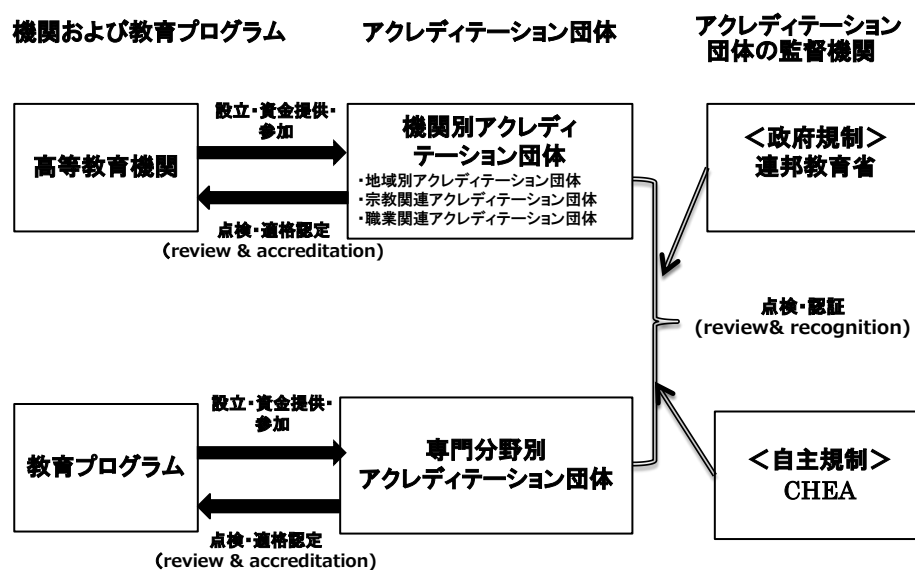 機関および教育プログラム
アクレディテーション団体
アクレディテーション
団体の監督機関
設立・資金提供・
参加
高等教育機関
点検・適格認定
(review & accreditation)
機関別アクレディ
テーション団体
・地域別アクレディテーション団体
・宗教関連アクレディテーション団体
・職業関連アクレディテーション団体
＜政府規制＞
連邦教育省
点検・認証
(review& recognition)
設立・資金提供・
参加
教育プログラム
点検・適格認定
(review & accreditation)
専門分野別
アクレディテーション団体
＜自主規制＞
CHEA